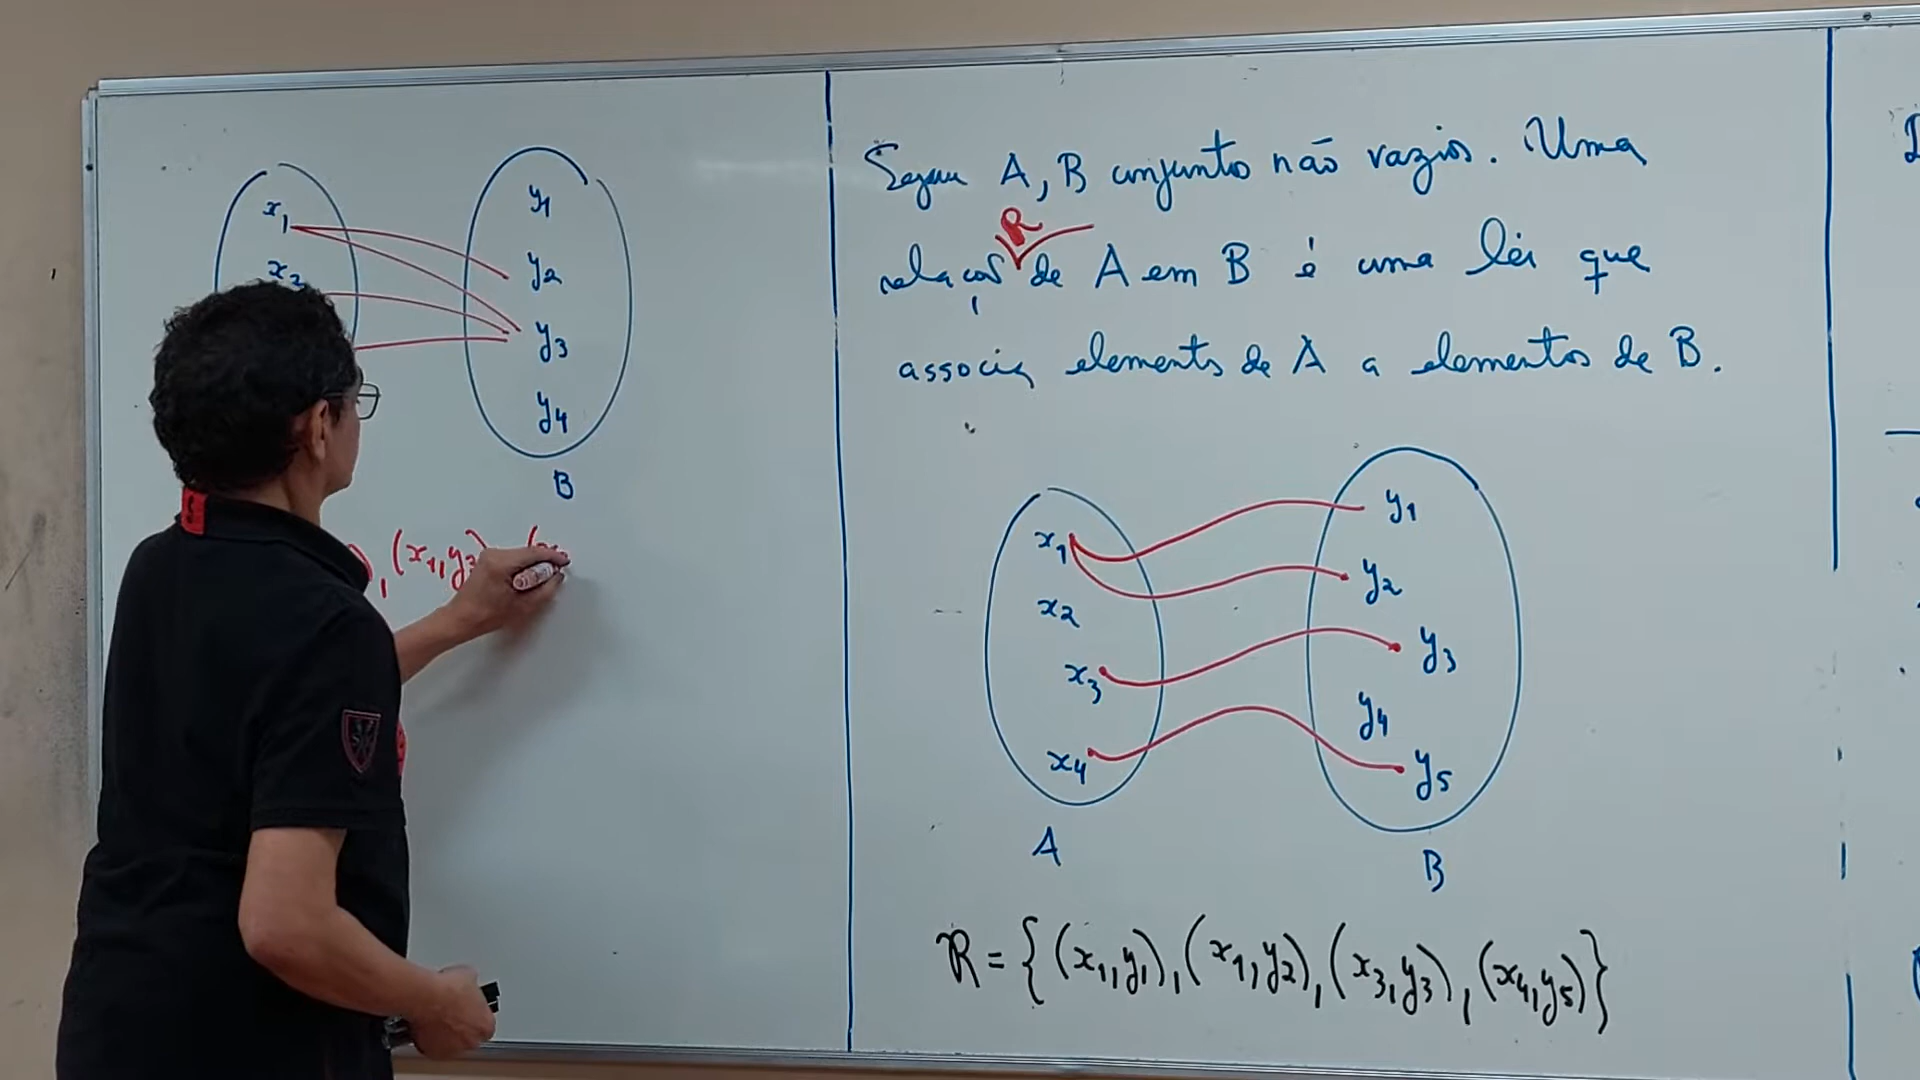 x1
x2
y1
y2
y3
y4
B
, (x1, y3)
Sejam A, B conjuntos não vazios. Uma
R
relação de A em B é uma lei que
associa elementos de A a elementos de B.
x1
x2
x3
x4
A
y1
y2
y3
y4
y5
B
R = {(x1, y1), (x1, y2), (x3, y3), (x4, y5)}